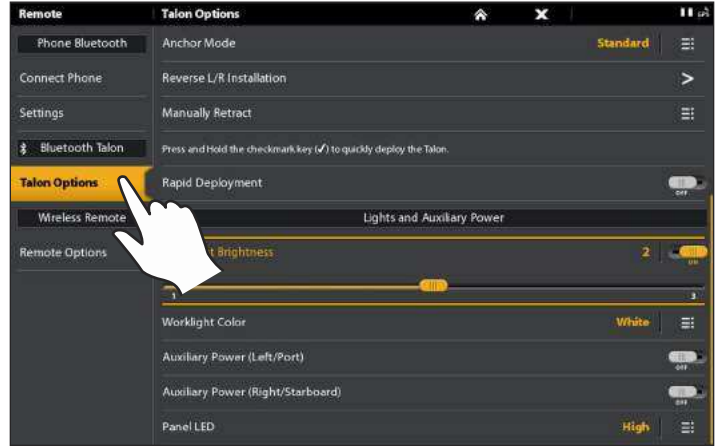 Remote
Talon Options
GPS
Phone Bluetooth
Anchor Mode
Standard
Connect Phone
Reverse L/R Installation
>
Settings
Manually Retract
Bluetooth Talon
Press and Hold the checkmark key (✓) to quickly deploy the Talon.
Talon Options
Rapid Deployment
OFF
Wireless Remote
Lights and Auxiliary Power
Remote Options
t Brightness
2
ON
1
3
Worklight Color
White
Auxiliary Power (Left/Port)
OFF
Auxiliary Power (Right/Starboard)
OFF
Panel LED
High